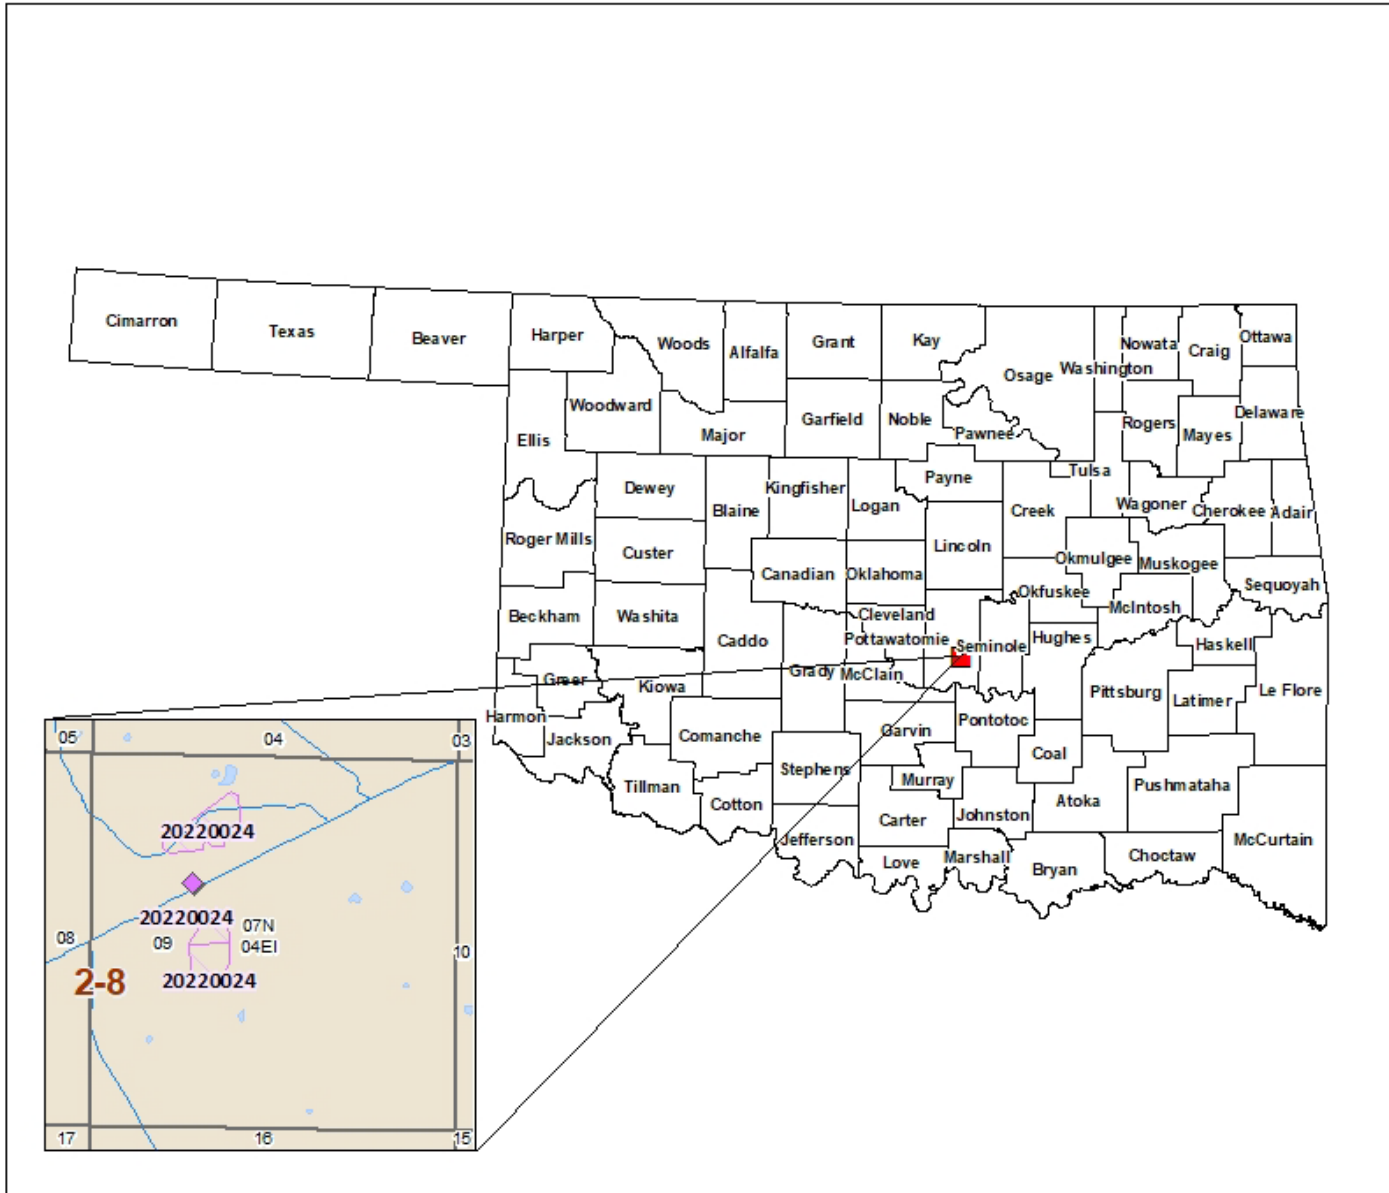 Cimarron
Texas
Beaver
Harper
Woods
Alfalfa
Grant
Kay
Osage
Washington
Nowata
Craig
Ottawa
Ellis
Woodward
Major
Garfield
Noble
Pawnee
Rogers
Mayes
Delaware
Dewey
Blaine
Kingfisher
Logan
Payne
Creek
Tulsa
Wagoner
Cherokee
Adair
Roger Mills
Custer
Canadian
Oklahoma
Lincoln
Okmulgee
Muskogee
Sequoyah
Beckham
Washita
Caddo
Cleveland
Okfuskee
McIntosh
Pottawatomie
Seminole
Hughes
Haskell
Greer
Kiowa
Grady
McClain
Pittsburg
Latimer
Le Flore
Harmon
Jackson
Comanche
Garvin
Pontotoc
Coal
Tillman
Cotton
Stephens
Murray
Johnston
Atoka
Pushmataha
Carter
Jefferson
Love
Marshall
Bryan
Choctaw
McCurtain
05
04
03
20220024
20220024
07N
08
09
04EI
10
2-8
20220024
17
16
15